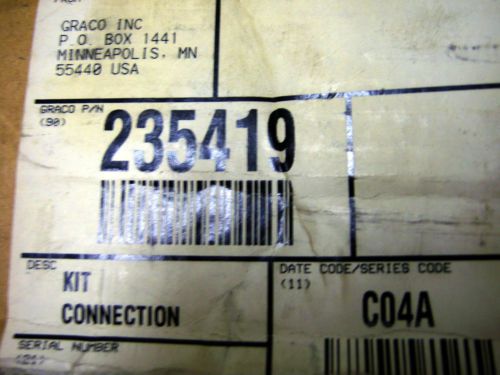 GRACO INC
P.O. BOX 1441
MINNEAPOLIS, MN
55440 USA
GRACO P/N
(90)
235419
DESC
KIT
CONNECTION
DATE CODE/SERIES CODE
(11)
C04A
SERIAL NUMBER
(21)